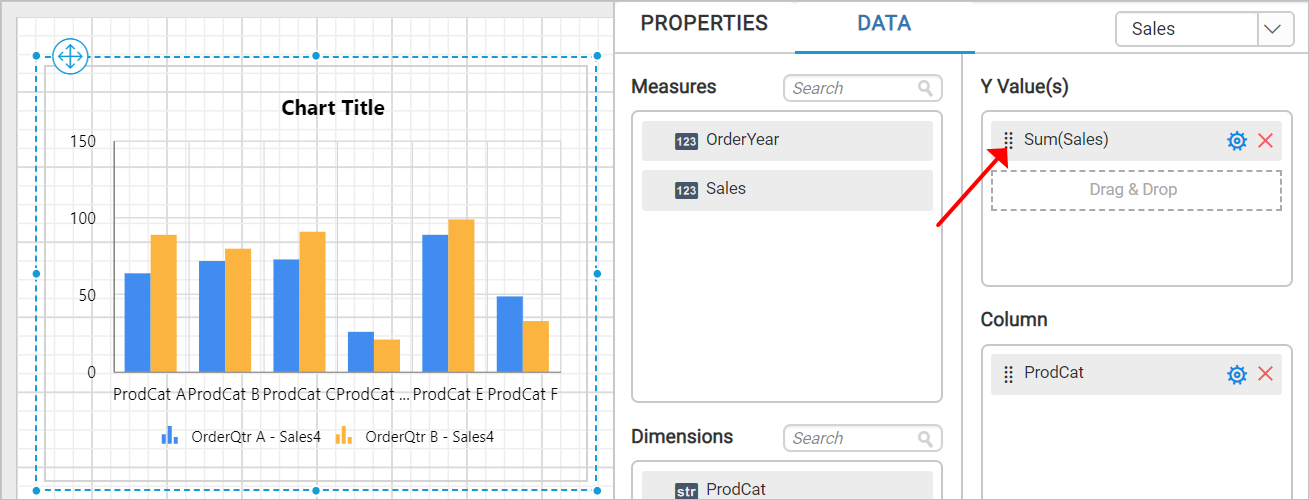 Chart Title
150
100
50
0
ProdCat A ProdCat B ProdCat C ProdCat ... ProdCat E ProdCat F
OrderQtr A - Sales4 OrderQtr B - Sales4
PROPERTIES DATA Sales
Measures Search
123 OrderYear
123 Sales
Dimensions Search
str ProdCat
Y Value(s)
Sum(Sales)
Drag & Drop
Column
ProdCat